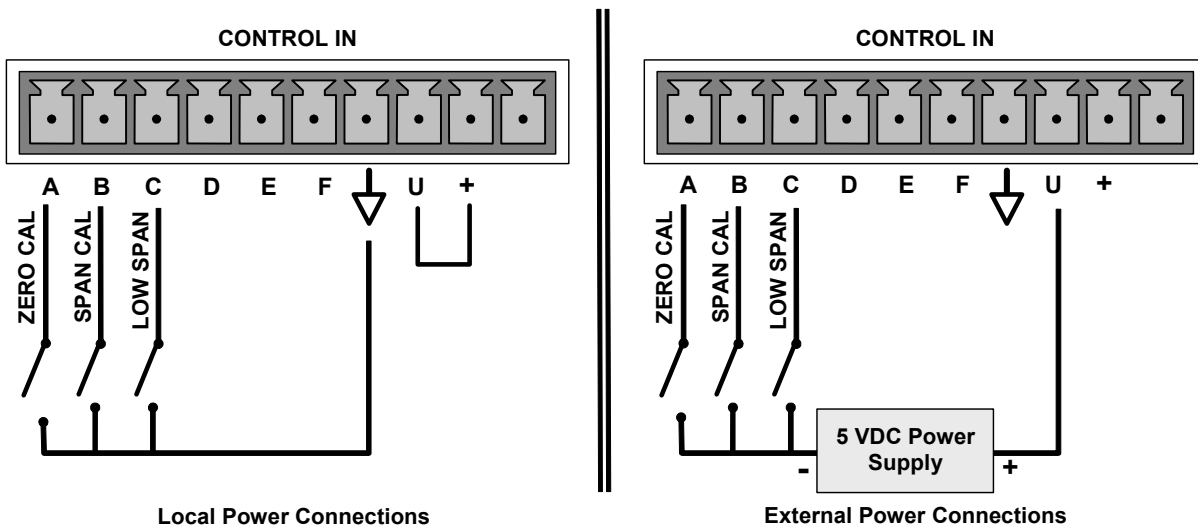 CONTROL IN
A B C D E F U +
ZERO CAL
SPAN CAL
LOW SPAN
Local Power Connections
CONTROL IN
A B C D E F U +
ZERO CAL
SPAN CAL
LOW SPAN
5 VDC Power
Supply
- +
External Power Connections